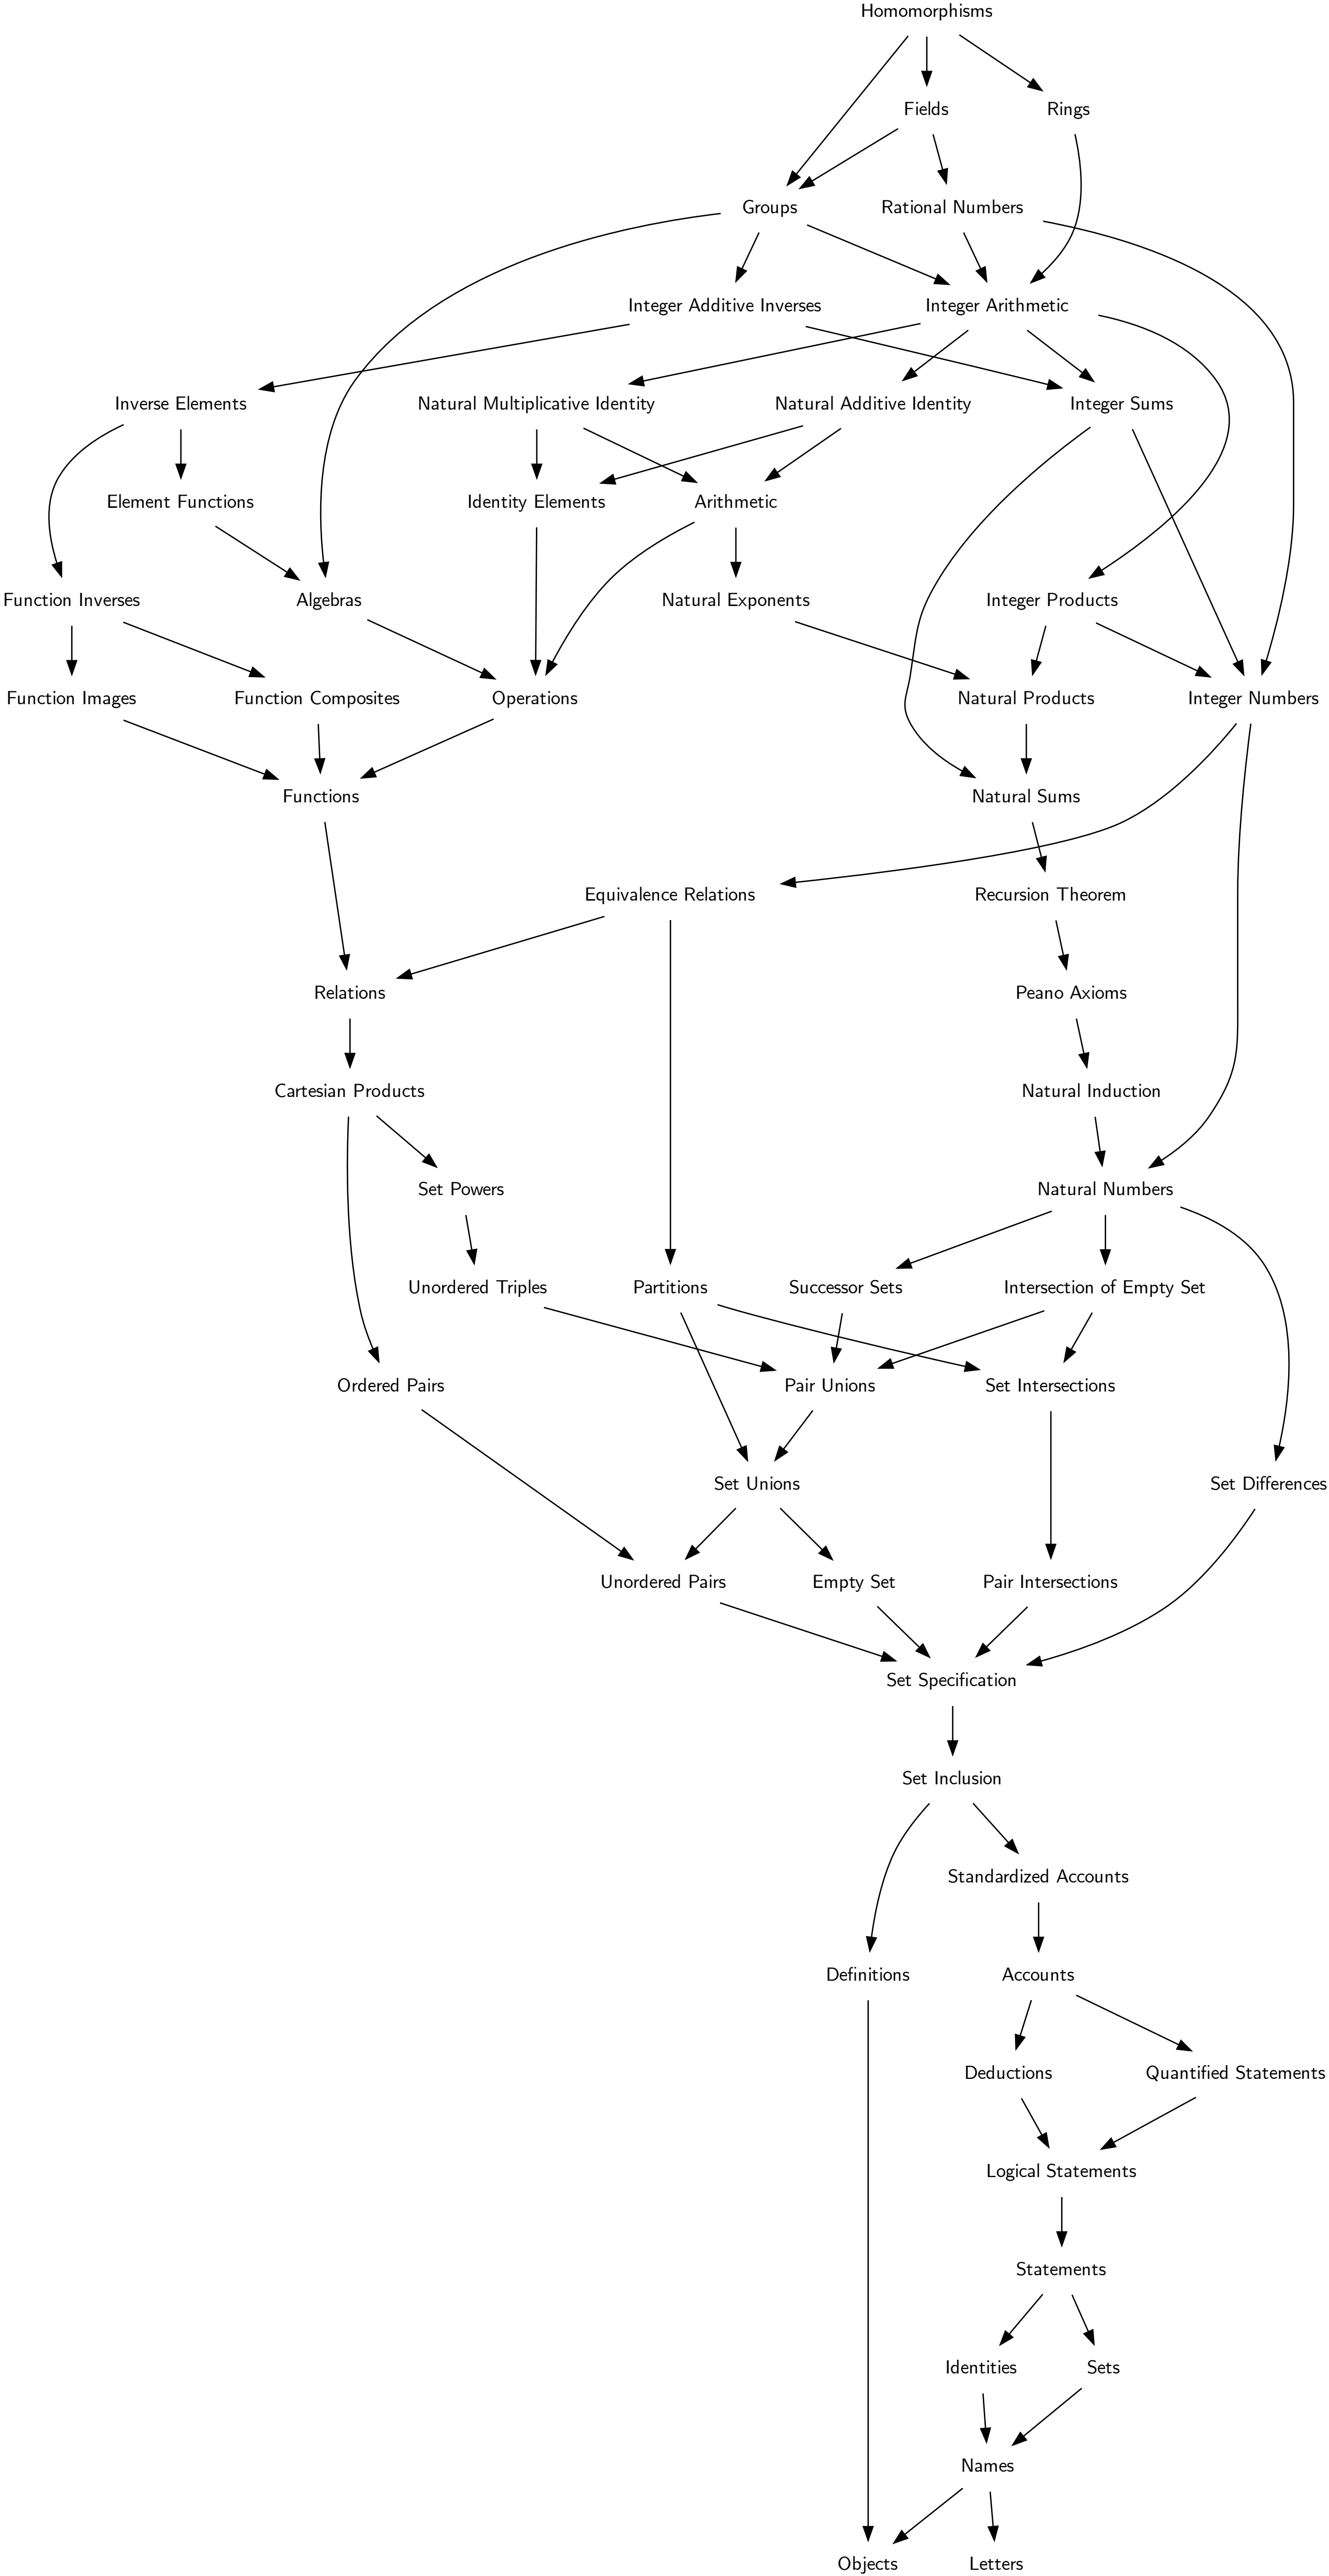 Homomorphisms
Fields
Rings
Groups
Rational Numbers
Integer Additive Inverses
Integer Arithmetic
Inverse Elements
Natural Multiplicative Identity
Natural Additive Identity
Integer Sums
Element Functions
Identity Elements
Arithmetic
Function Inverses
Algebras
Natural Exponents
Integer Products
Function Images
Function Composites
Operations
Natural Products
Integer Numbers
Functions
Natural Sums
Equivalence Relations
Recursion Theorem
Relations
Peano Axioms
Cartesian Products
Natural Induction
Set Powers
Natural Numbers
Unordered Triples
Partitions
Successor Sets
Intersection of Empty Set
Ordered Pairs
Pair Unions
Set Intersections
Set Unions
Set Differences
Unordered Pairs
Empty Set
Pair Intersections
Set Specification
Set Inclusion
Standardized Accounts
Definitions
Accounts
Deductions
Quantified Statements
Logical Statements
Statements
Identities
Sets
Names
Objects
Letters